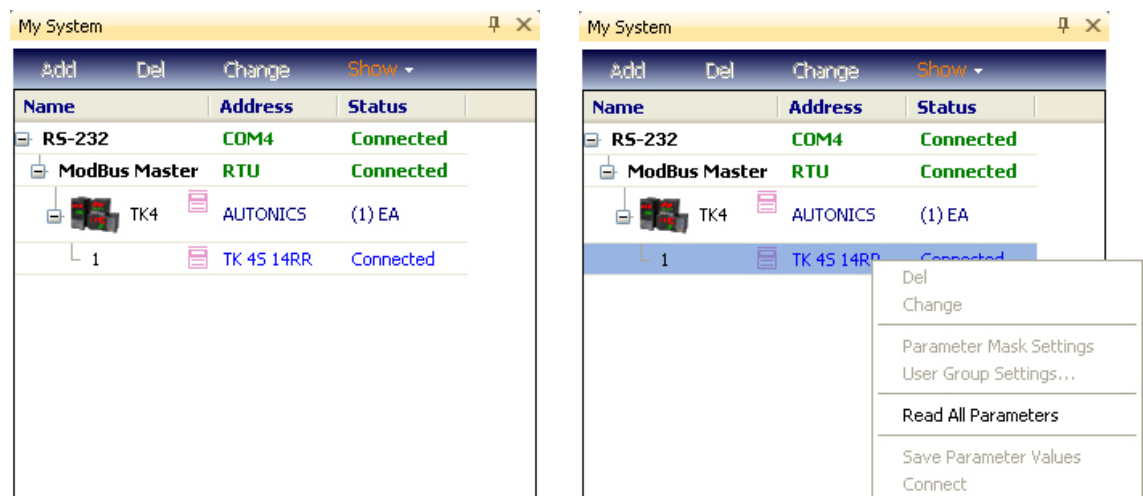 My System
Add Del Change Show
Name Address Status
RS-232 COM4 Connected
ModBus Master RTU Connected
TK4 AUTONICS (1) EA
1 TK 4S 14RR Connected
My System
Add Del Change Show
Name Address Status
RS-232 COM4 Connected
ModBus Master RTU Connected
TK4 AUTONICS (1) EA
1 TK 4S 14RR Connected
Del
Change
Parameter Mask Settings
User Group Settings...
Read All Parameters
Save Parameter Values
Connect